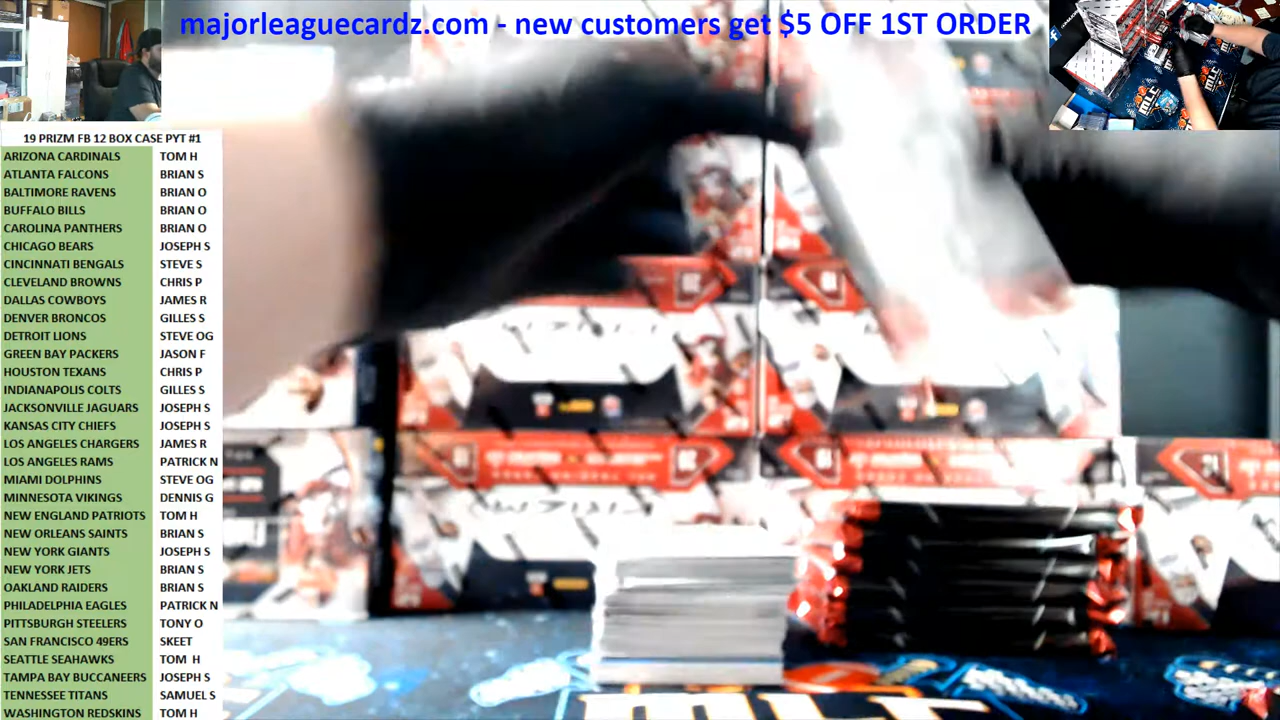 majorleaguecardz.com - new customers get $5 OFF 1ST ORDER
19 PRIZM FB 12 BOX CASE PYT #1
ARIZONA CARDINALS TOM H
ATLANTA FALCONS BRIAN S
BALTIMORE RAVENS BRIAN O
BUFFALO BILLS BRIAN O
CAROLINA PANTHERS BRIAN O
CHICAGO BEARS JOSEPH S
CINCINNATI BENGALS STEVE S
CLEVELAND BROWNS CHRIS P
DALLAS COWBOYS JAMES R
DENVER BRONCOS GILLES S
DETROIT LIONS STEVE OG
GREEN BAY PACKERS JASON F
HOUSTON TEXANS CHRIS P
INDIANAPOLIS COLTS GILLES S
JACKSONVILLE JAGUARS JOSEPH S
KANSAS CITY CHIEFS JOSEPH S
LOS ANGELES CHARGERS JAMES R
LOS ANGELES RAMS PATRICK N
MIAMI DOLPHINS STEVE OG
MINNESOTA VIKINGS DENNIS G
NEW ENGLAND PATRIOTS TOM H
NEW ORLEANS SAINTS BRIAN S
NEW YORK GIANTS JOSEPH S
NEW YORK JETS BRIAN S
OAKLAND RAIDERS BRIAN S
PHILADELPHIA EAGLES PATRICK N
PITTSBURGH STEELERS TONY O
SAN FRANCISCO 49ERS SKEET
SEATTLE SEAHAWKS TOM H
TAMPA BAY BUCCANEERS JOSEPH S
TENNESSEE TITANS SAMUEL S
WASHINGTON REDSKINS TOM H
MLC
MLC